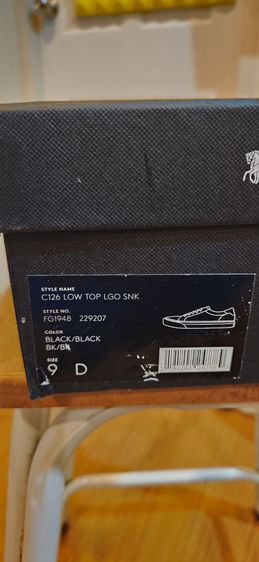 STYLE NAME
C126 LOW TOP LGO SNK
STYLE NO.
FG1948 229207
COLOR
BLACK/BLACK
BK/BK
SIZE
9 D